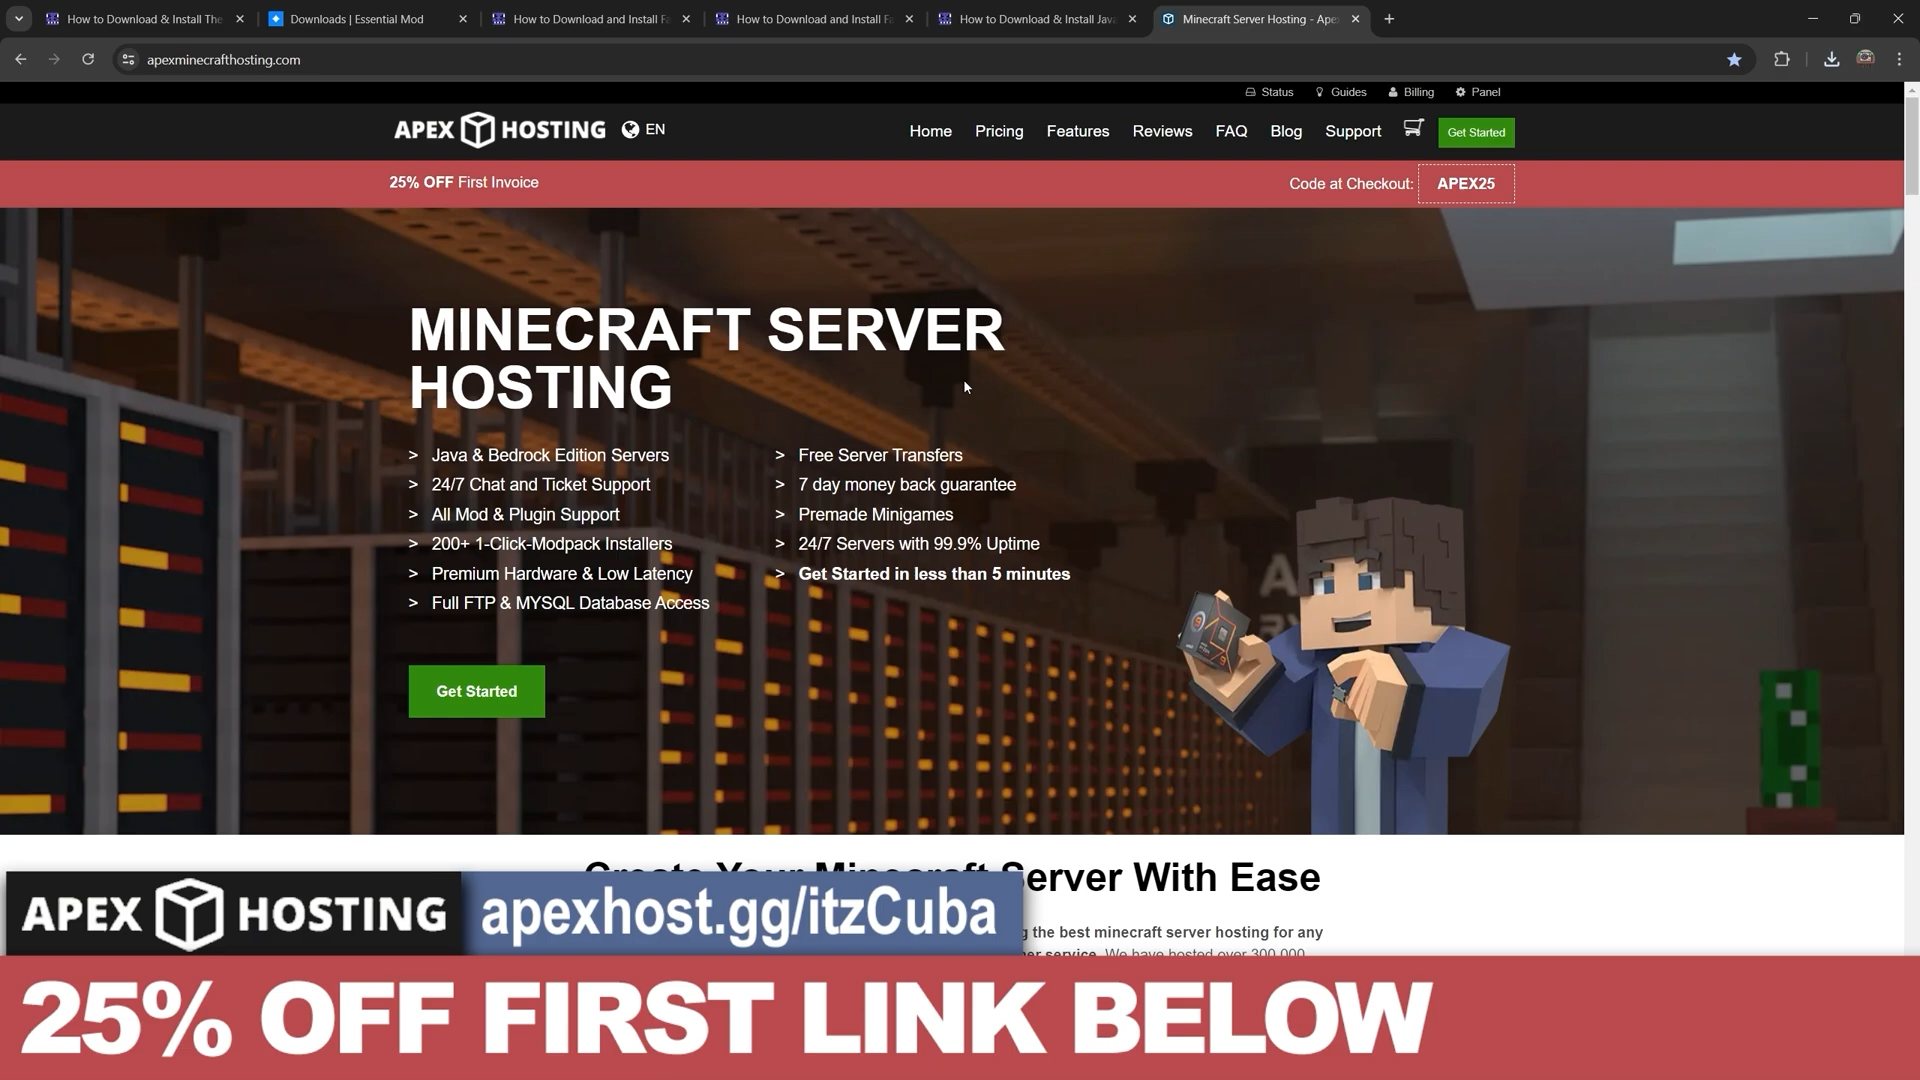 How to Download & Install The
Downloads | Essential Mod
How to Download and Install Fa
How to Download and Install Fa
How to Download & Install Java
Minecraft Server Hosting - Apex
apexminecrafthosting.com
Status
Guides
Billing
Panel
APEX HOSTING
EN
Home
Pricing
Features
Reviews
FAQ
Blog
Support
Get Started
25% OFF First Invoice
Code at Checkout: APEX25
MINECRAFT SERVER
HOSTING
> Java & Bedrock Edition Servers
> 24/7 Chat and Ticket Support
> All Mod & Plugin Support
> 200+ 1-Click-Modpack Installers
> Premium Hardware & Low Latency
> Full FTP & MYSQL Database Access
> Free Server Transfers
> 7 day money back guarantee
> Premade Minigames
> 24/7 Servers with 99.9% Uptime
> Get Started in less than 5 minutes
Get Started
Create Your Minecraft Server With Ease
the best minecraft server hosting for any
service. We have hosted over 300,000
APEX HOSTING
apexhost.gg/itzCuba
25% OFF FIRST LINK BELOW